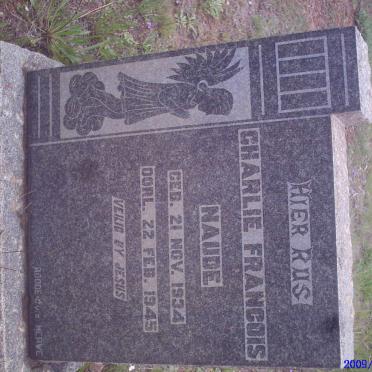 HIER RUS
CHARLIE FRANCOIS
NAUDE
GEB. 21 NOV. 1934
OORL. 22 FEB. 1945
VEILIG BY JESUS
2009/